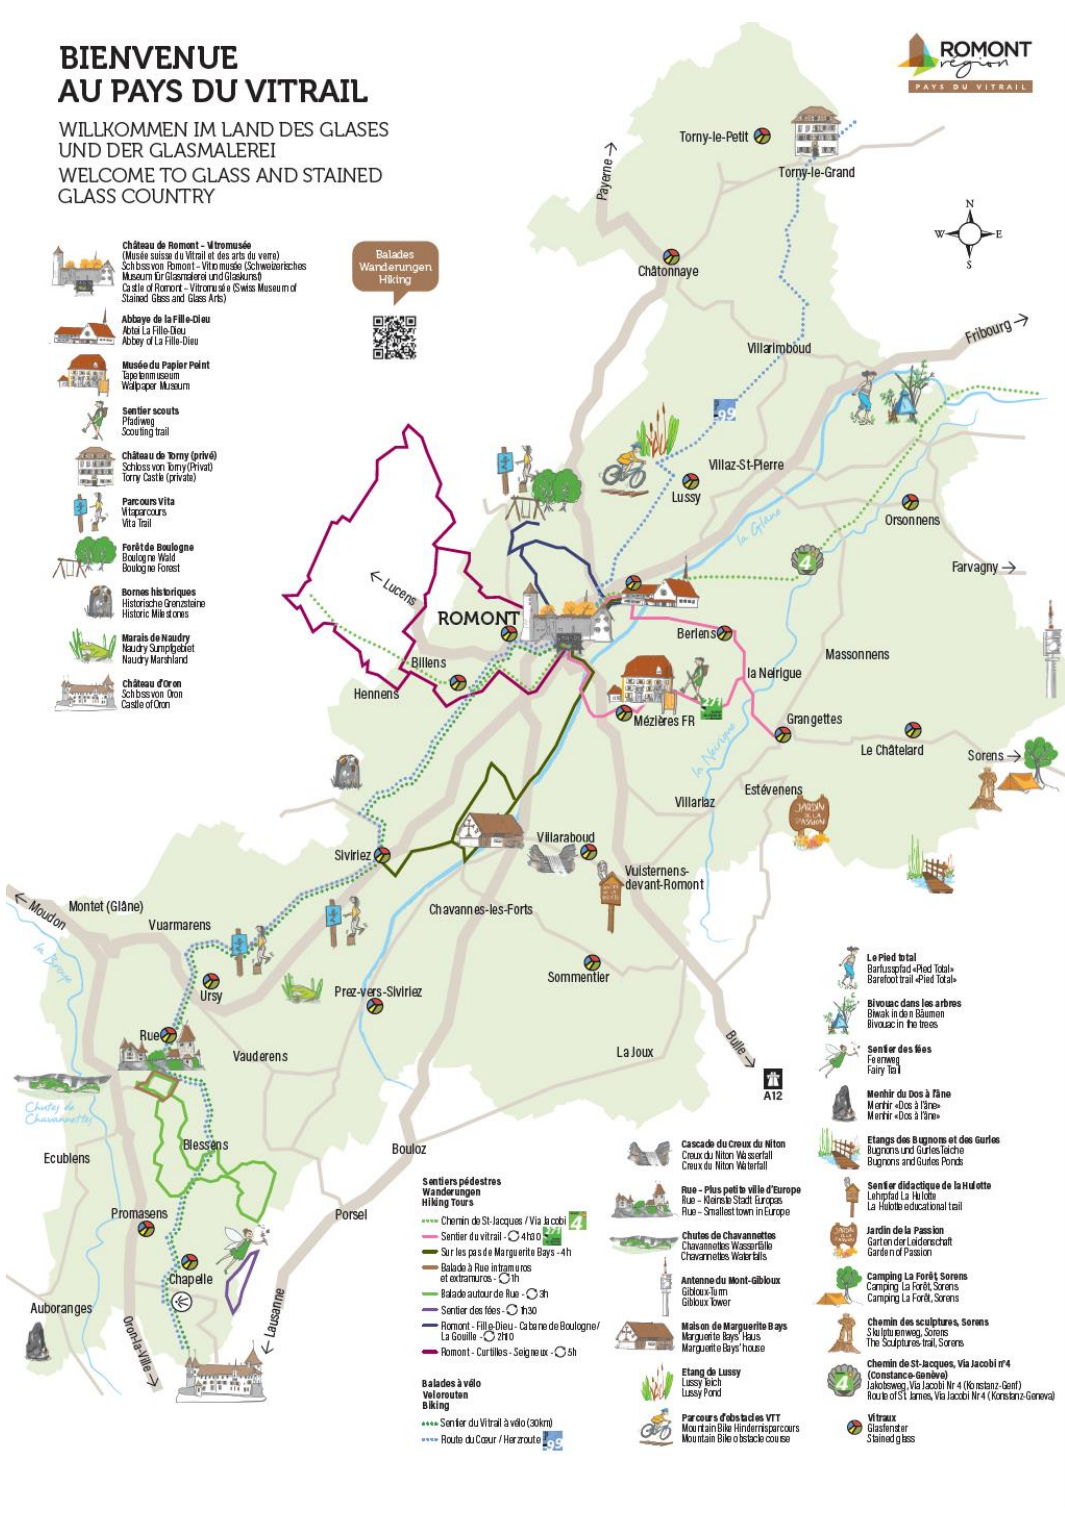 BIENVENUE
AU PAYS DU VITRAIL
WILLKOMMEN IM LAND DES GLASES
UND DER GLASMALEREI
WELCOME TO GLASS AND STAINED
GLASS COUNTRY
ROMONT
région
PAYS DU VITRAIL
Château de Romont - Vitromusée
(Musée suisse du Vitrail et des arts du verre)
Schloss von Romont - Vitromusée (Schweizerisches
Museum für Glasmalerei und Glaskunst)
Castle of Romont - Vitromusée (Swiss Museum of
Stained Glass and Glass Arts)
Abbaye de la Fille-Dieu
Abtei La Fille-Dieu
Abbey of La Fille-Dieu
Musée du Papier Peint
Tapetenmuseum
Wallpaper Museum
Sentier scouts
Pfadiweg
Scouting trail
Château de Torny (privé)
Schloss von Torny (Privat)
Torny Castle (private)
Parcours Vita
Vitaparcours
Vita Trail
Forêt de Boulogne
Boulogne Wald
Boulogne Forest
Bornes historiques
Historische Grenzsteine
Historic Milestones
Marais de Naudry
Naudry Sumpfgebiet
Naudry Marshland
Château d'Oron
Schloss von Oron
Castle of Oron
Balades
Wanderungen
Hiking
Torny-le-Petit
Torny-le-Grand
Payerne →
N
W
E
S
Châtonnaye
Fribourg →
Villarimboud
99
Villaz-St-Pierre
Lussy
la Glâne
Orsonnens
4
Farvagny →
← Lucens
ROMONT
Berlens
Massonnens
Billens
la Neirigue
Hennens
271
Mézières FR
Grangettes
Le Châtelard
la Neirigue
Sorens →
Estévenens
Villariaz
JARDIN
DE LA
PASSION
Villaraboud
Siviriez
Vuisternens-
devant-Romont
← Moudon
Montet (Glâne)
Chavannes-les-Forts
Vuarmarens
la Broye
Sommentier
Ursy
Prez-vers-Siviriez
Rue
Vauderens
La Joux
Bulle →
A12
Chutes de
Chavannettes
Blessens
Bouloz
Ecublens
Promasens
Porsel
Chapelle
Auboranges
Oron-la-Ville →
← Lausanne
Sentiers pédestres
Wanderungen
Hiking Tours
Chemin de St-Jacques / Via Jacobi 4
Sentier du vitrail - 4h30 271
Sur les pas de Marguerite Bays - 4h
Balade à Rue intramuros
et extramuros - 1h
Balade autour de Rue - 3h
Sentier des fées - 1h30
Romont - Fille-Dieu - Cabane de Boulogne/
La Gouille - 2h10
Romont - Curtilles - Seigneux - 5h
Balades à vélo
Velorouten
Biking
Sentier du Vitrail à vélo (30km)
Route du Cœur / Herzroute 99
Cascade du Creux du Niton
Creux du Niton Wasserfall
Creux du Niton Waterfall
Rue - Plus petite ville d'Europe
Rue - Kleinste Stadt Europas
Rue - Smallest town in Europe
Chutes de Chavannettes
Chavannettes Wasserfälle
Chavannettes Waterfalls
Antenne du Mont-Gibloux
Gibloux-Turm
Gibloux Tower
Maison de Marguerite Bays
Marguerite Bays' Haus
Marguerite Bays' house
Etang de Lussy
Lussy Teich
Lussy Pond
Parcours d'obstacles VTT
Mountain Bike Hindernisparcours
Mountain Bike obstacle course
Le Pied total
Barfusspfad «Pied Total»
Barefoot trail «Pied Total»
Bivouac dans les arbres
Biwak in den Bäumen
Bivouac in the trees
Sentier des fées
Feenweg
Fairy Trail
Menhir du Dos à l'âne
Menhir «Dos à l'âne»
Menhir «Dos à l'âne»
Etangs des Bugnons et des Gurles
Bugnons und Gurles Teiche
Bugnons and Gurles Ponds
Sentier didactique de la Hulotte
Lehrpfad La Hulotte
La Hulotte educational trail
Jardin de la Passion
Garten der Leidenschaft
Garden of Passion
Camping La Forêt, Sorens
Camping La Forêt, Sorens
Camping La Forêt, Sorens
Chemin des sculptures, Sorens
Skulpturenweg, Sorens
The Sculptures-trail, Sorens
Chemin de St-Jacques, Via Jacobi n°4
(Constance-Genève)
Jakobsweg, Via Jacobi Nr 4 (Konstanz-Genf)
Route of St. James, Via Jacobi Nr 4 (Konstanz-Geneva)
Vitraux
Glasfenster
Stained glass